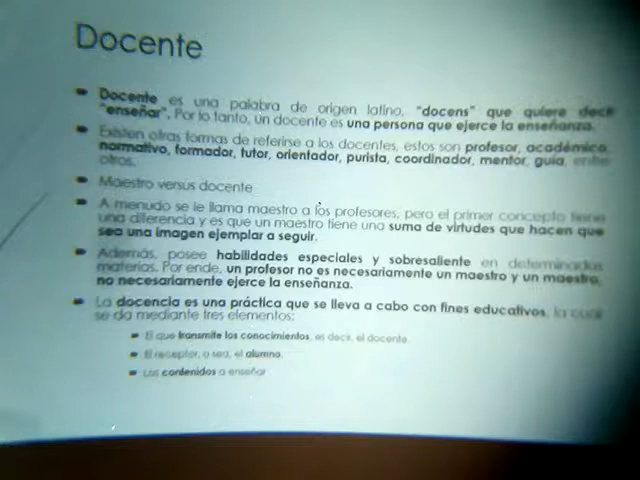 Docente
Docente es una palabra de origen latino, "docens" que quiere decir
"enseñar". Por lo tanto, un docente es una persona que ejerce la enseñanza.
Existen otras formas de referirse a los docentes, estos son profesor, académico,
normativo, formador, tutor, orientador, purista, coordinador, mentor, guía, entre
otros.
Maestro versus docente
A menudo se le llama maestro a los profesores, pero el primer concepto tiene
una diferencia y es que un maestro tiene una suma de virtudes que hacen que
sea una imagen ejemplar a seguir.
Además, posee habilidades especiales y sobresaliente en determinadas
materias. Por ende, un profesor no es necesariamente un maestro y un maestro,
no necesariamente ejerce la enseñanza.
La docencia es una práctica que se lleva a cabo con fines educativos, la cual
se da mediante tres elementos:
El que transmite los conocimientos, es decir, el docente.
El receptor, o sea, el alumno.
Los contenidos a enseñar